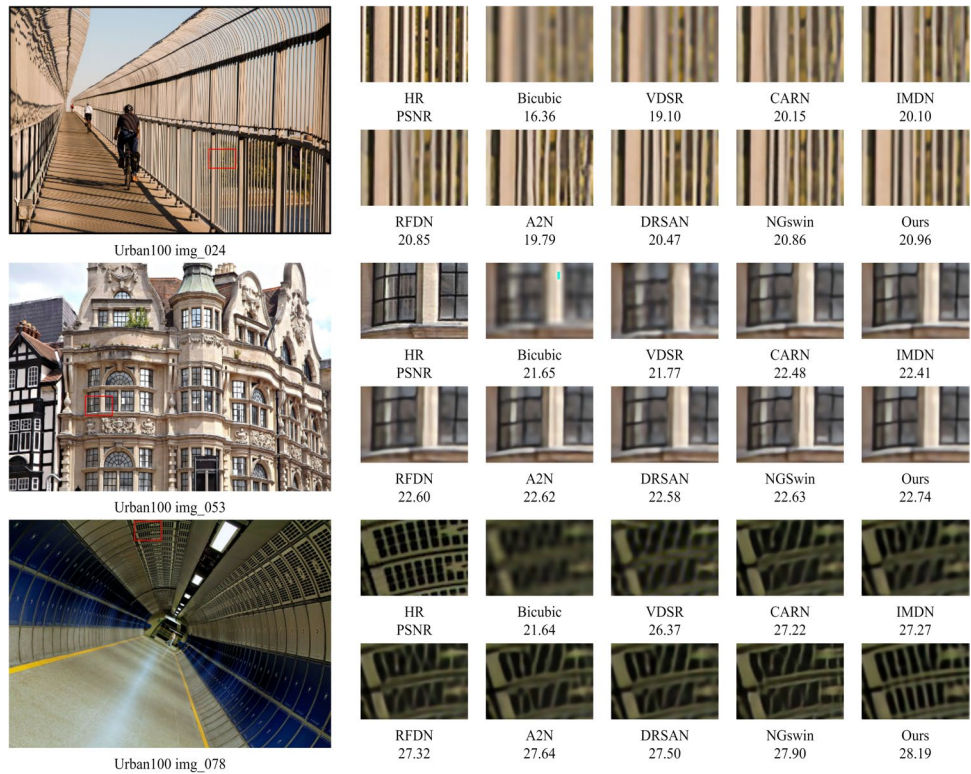 HR Bicubic VDSR CARN IMDN
PSNR 16.36 19.10 20.15 20.10
RFDN A2N DRSAN NGswin Ours
20.85 19.79 20.47 20.86 20.96
Urban100 img_024
HR Bicubic VDSR CARN IMDN
PSNR 21.65 21.77 22.48 22.41
RFDN A2N DRSAN NGSwin Ours
22.60 22.62 22.58 22.63 22.74
Urban100 img_053
HR Bicubic VDSR CARN IMDN
PSNR 21.64 26.37 27.22 27.27
RFDN A2N DRSAN NGswin Ours
27.32 27.64 27.50 27.90 28.19
Urban100 img_078